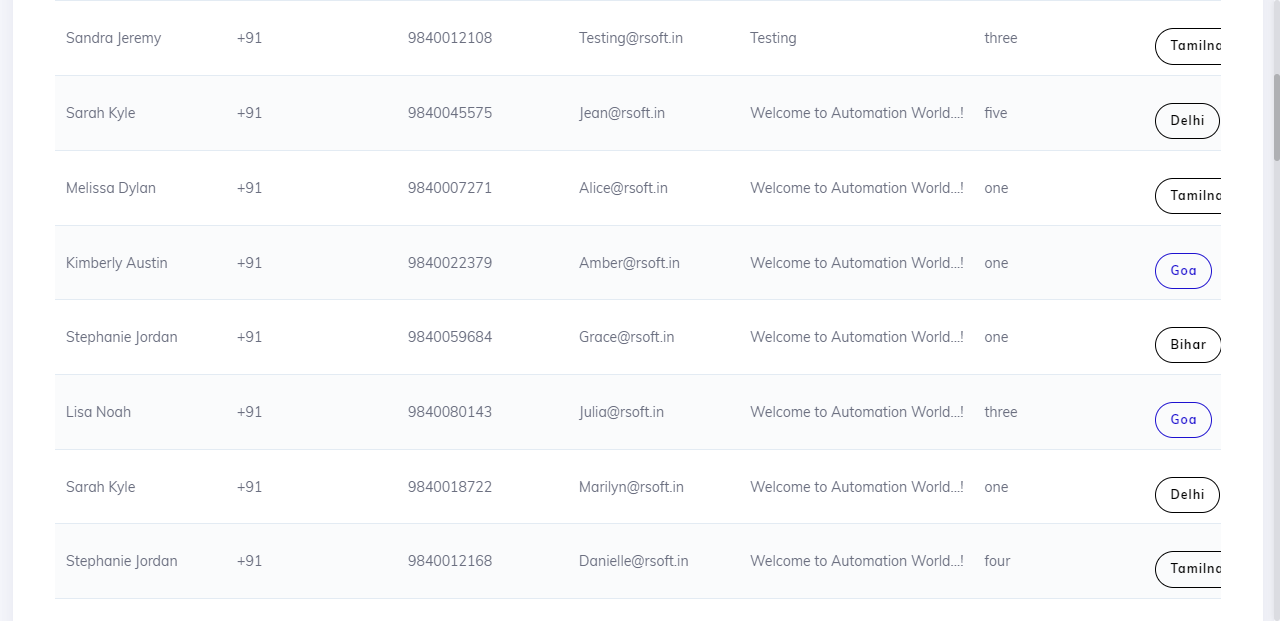 Sandra Jeremy +91 9840012108 Testing@rsoft.in Testing three Tamilna
Sarah Kyle +91 9840045575 Jean@rsoft.in Welcome to Automation World...! five Delhi
Melissa Dylan +91 9840007271 Alice@rsoft.in Welcome to Automation World...! one Tamilna
Kimberly Austin +91 9840022379 Amber@rsoft.in Welcome to Automation World...! one Goa
Stephanie Jordan +91 9840059684 Grace@rsoft.in Welcome to Automation World...! one Bihar
Lisa Noah +91 9840080143 Julia@rsoft.in Welcome to Automation World...! three Goa
Sarah Kyle +91 9840018722 Marilyn@rsoft.in Welcome to Automation World...! one Delhi
Stephanie Jordan +91 9840012168 Danielle@rsoft.in Welcome to Automation World...! four Tamilna